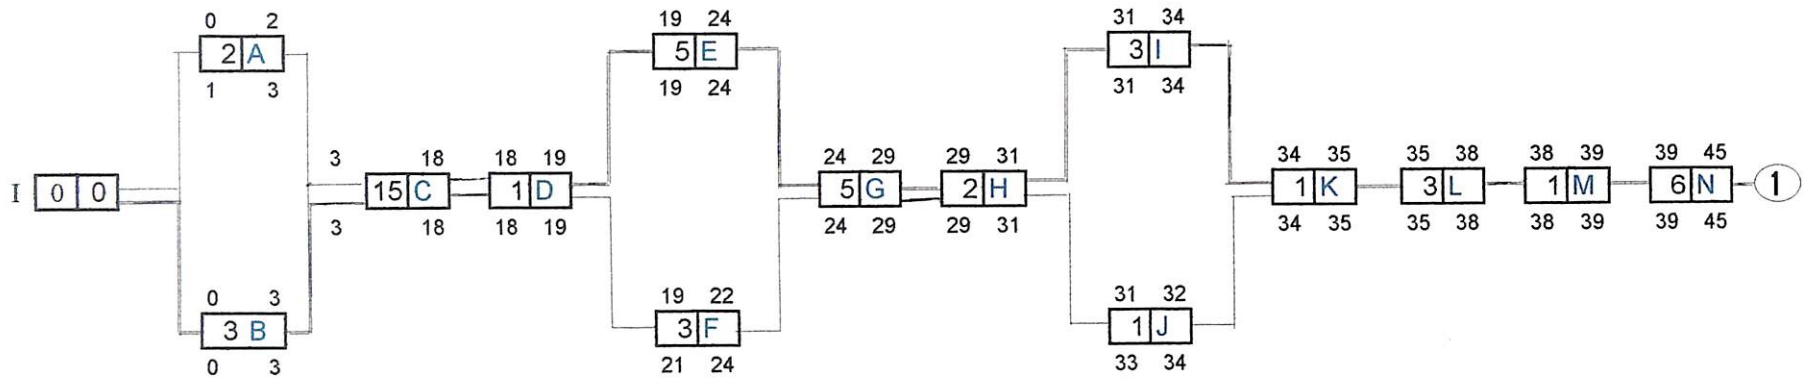 0 2
2 A
1 3
19 24
5 E
19 24
31 34
3 I
31 34
I 0 0
3 18
15 C
3 18
18 19
1 D
18 19
24 29
5 G
24 29
29 31
2 H
29 31
34 35
1 K
34 35
35 38
3 L
35 38
38 39
1 M
38 39
39 45
6 N
39 45
1
0 3
3 B
0 3
19 22
3 F
21 24
31 32
1 J
33 34